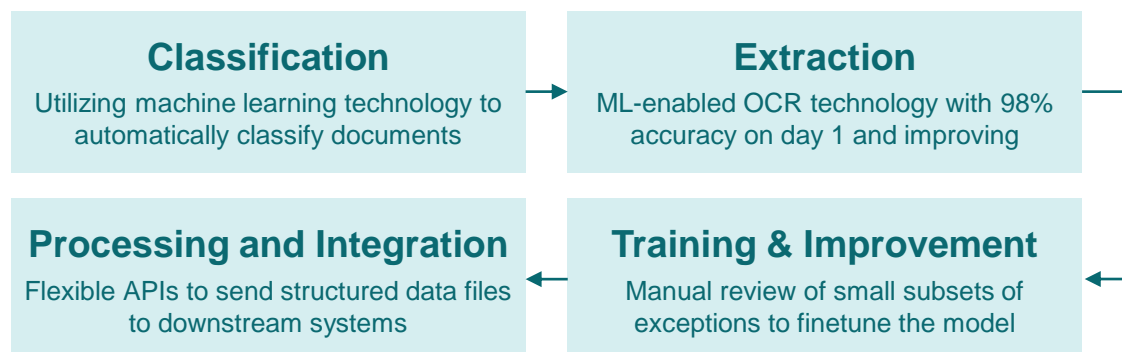 Classification
Utilizing machine learning technology to
automatically classify documents
Extraction
ML-enabled OCR technology with 98%
accuracy on day 1 and improving
Processing and Integration
Flexible APIs to send structured data files
to downstream systems
Training & Improvement
Manual review of small subsets of
exceptions to finetune the model